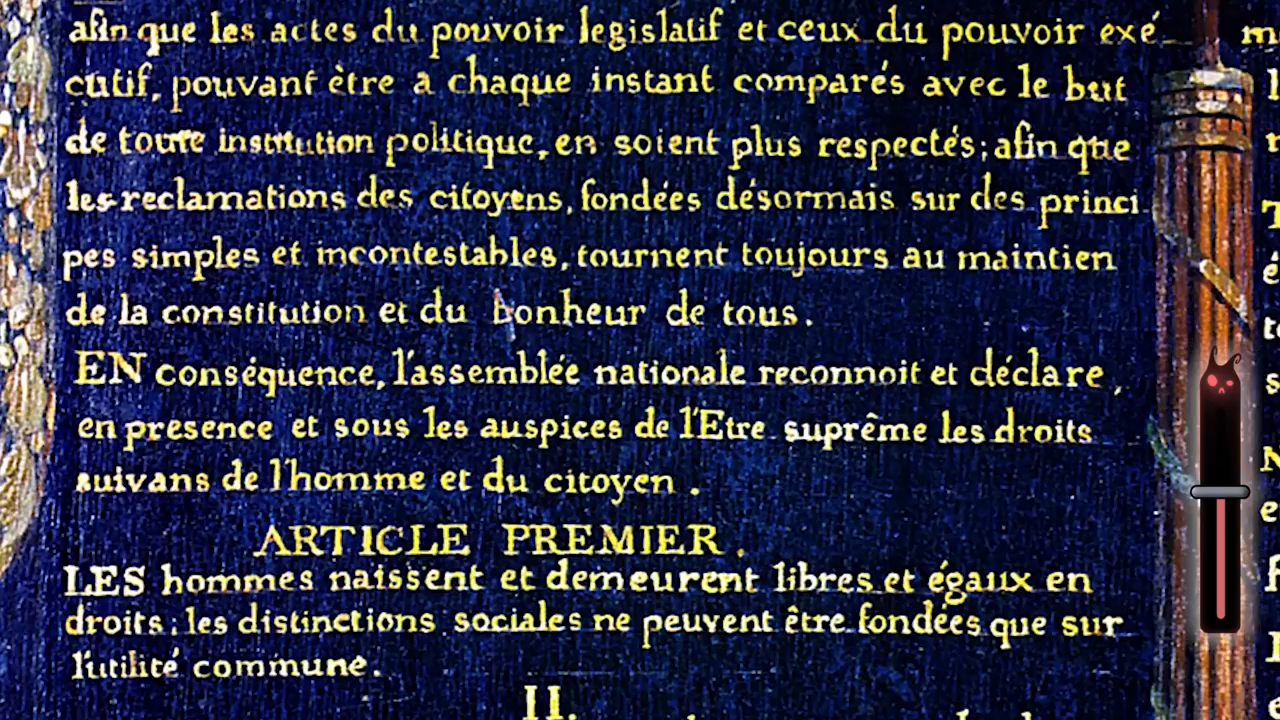 afin que les actes du pouvoir legislatif et ceux du pouvoir exé
cutif, pouvant ètre a chaque instant comparés avec le but
de toute institution politique, en soient plus respectés; afin que
les reclamations des citoyens, fondées désormais sur des princi
pes simples et incontestables, tournent toujours au maintien
de la constitution et du bonheur de tous.
EN conséquence, l'assemblée nationale reconnoit et déclare,
en presence et sous les auspices de l'Etre suprême les droits
suivans de l'homme et du citoyen.
ARTICLE PREMIER.
LES hommes naissent et demeurent libres et égaux en
droits; les distinctions sociales ne peuvent être fondées que sur
l'utilité commune.
II.